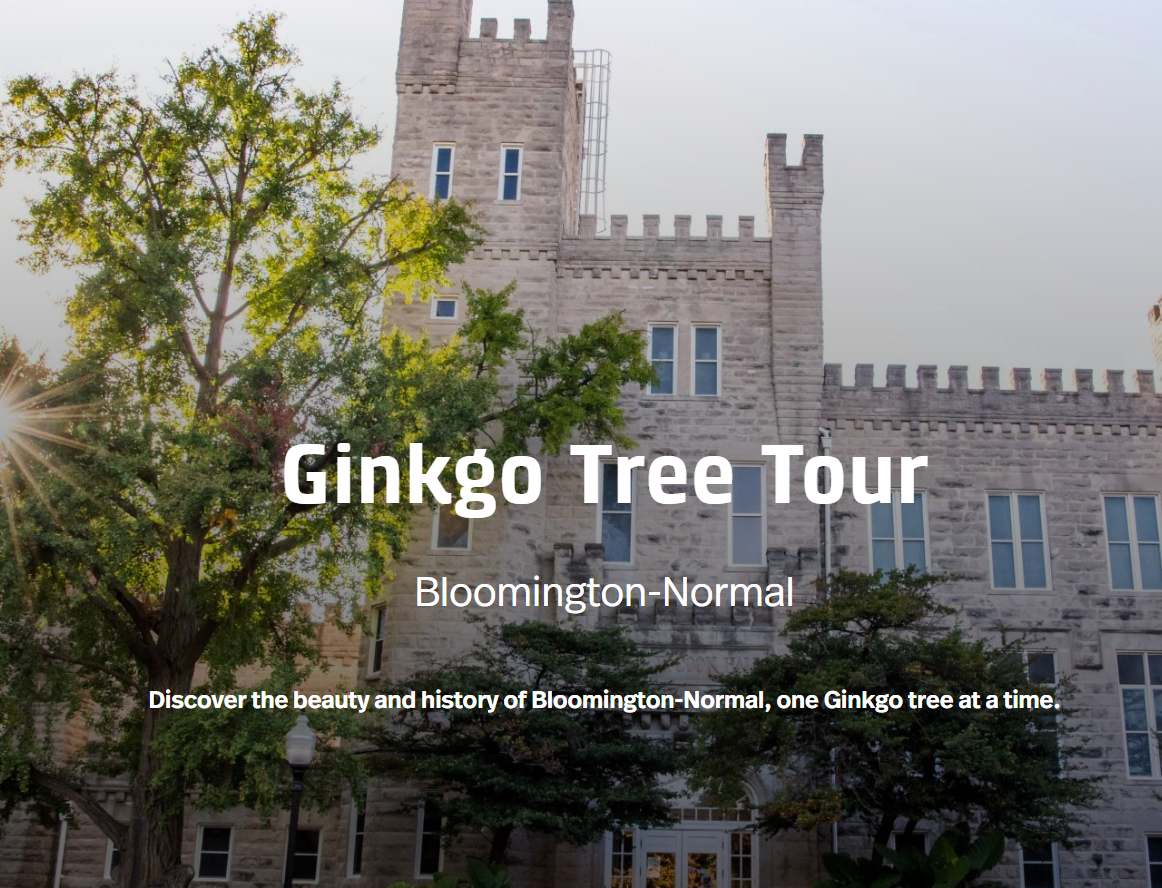 Ginkgo Tree Tour
Bloomington-Normal
Discover the beauty and history of Bloomington-Normal, one Ginkgo tree at a time.